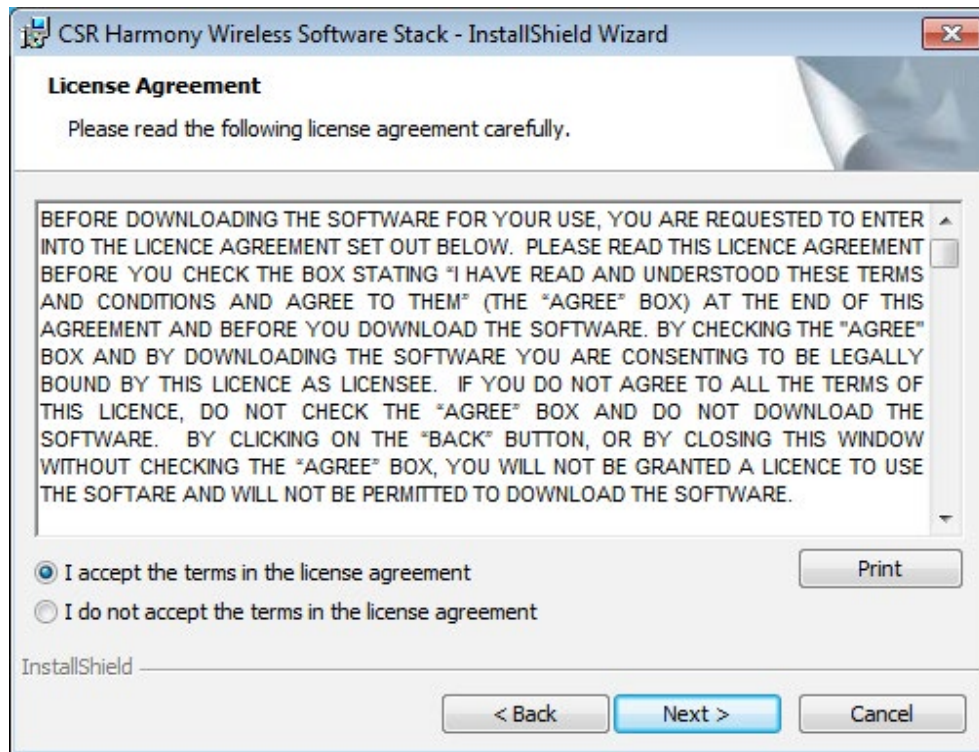 CSR Harmony Wireless Software Stack - InstallShield Wizard
License Agreement
Please read the following license agreement carefully.
BEFORE DOWNLOADING THE SOFTWARE FOR YOUR USE, YOU ARE REQUESTED TO ENTER
INTO THE LICENCE AGREEMENT SET OUT BELOW.  PLEASE READ THIS LICENCE AGREEMENT
BEFORE YOU CHECK THE BOX STATING “I HAVE READ AND UNDERSTOOD THESE TERMS
AND CONDITIONS AND AGREE TO THEM” (THE “AGREE” BOX) AT THE END OF THIS
AGREEMENT AND BEFORE YOU DOWNLOAD THE SOFTWARE. BY CHECKING THE "AGREE"
BOX AND BY DOWNLOADING THE SOFTWARE YOU ARE CONSENTING TO BE LEGALLY
BOUND BY THIS LICENCE AS LICENSEE.  IF YOU DO NOT AGREE TO ALL THE TERMS OF
THIS LICENCE, DO NOT CHECK THE “AGREE” BOX AND DO NOT DOWNLOAD THE
SOFTWARE.  BY CLICKING ON THE “BACK” BUTTON, OR BY CLOSING THIS WINDOW
WITHOUT CHECKING THE “AGREE” BOX, YOU WILL NOT BE GRANTED A LICENCE TO USE
THE SOFTARE AND WILL NOT BE PERMITTED TO DOWNLOAD THE SOFTWARE.
I accept the terms in the license agreement
Print
I do not accept the terms in the license agreement
InstallShield
< Back
Next >
Cancel